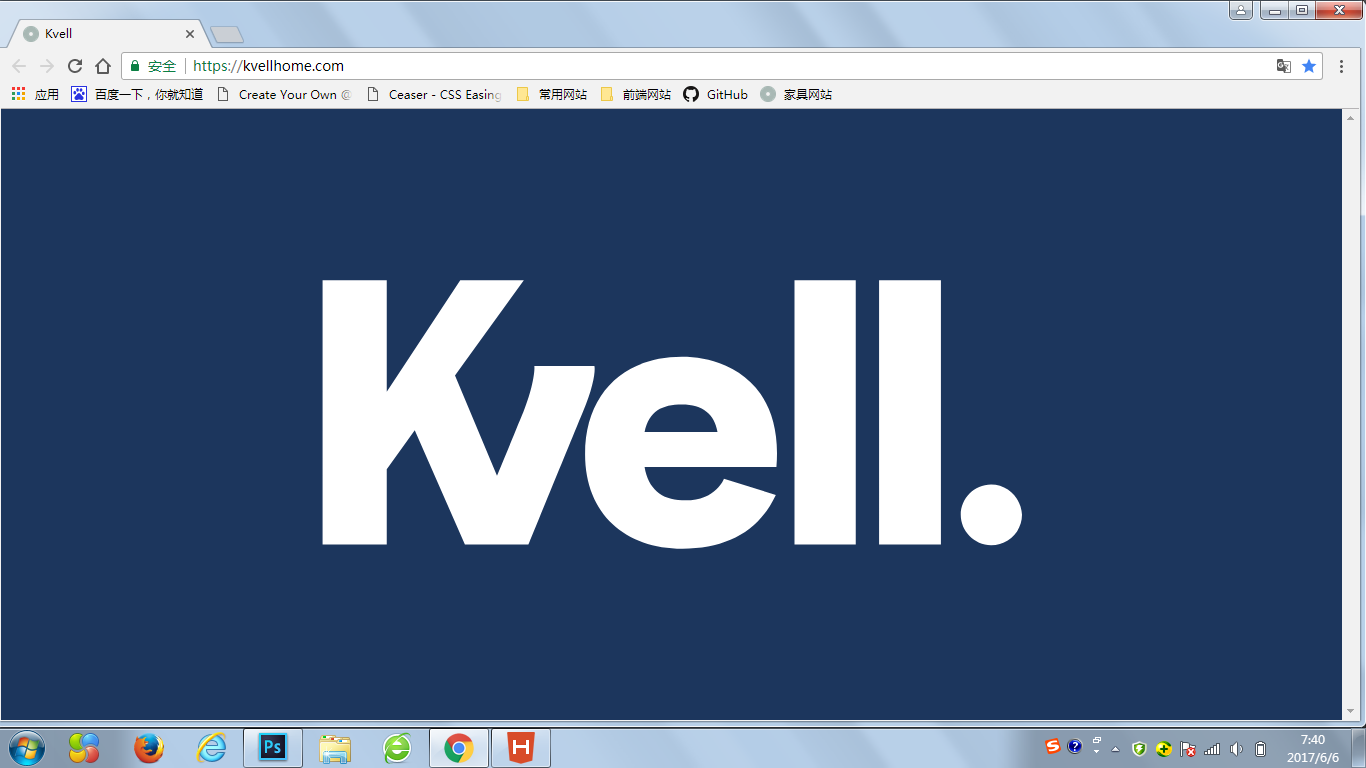 Kvell
安全 https://kvellhome.com
应用 百度一下，你就知道 Create Your Own @ Ceaser - CSS Easing 常用网站 前端网站 GitHub 家具网站
Kvell.
Ps
7:40
2017/6/6